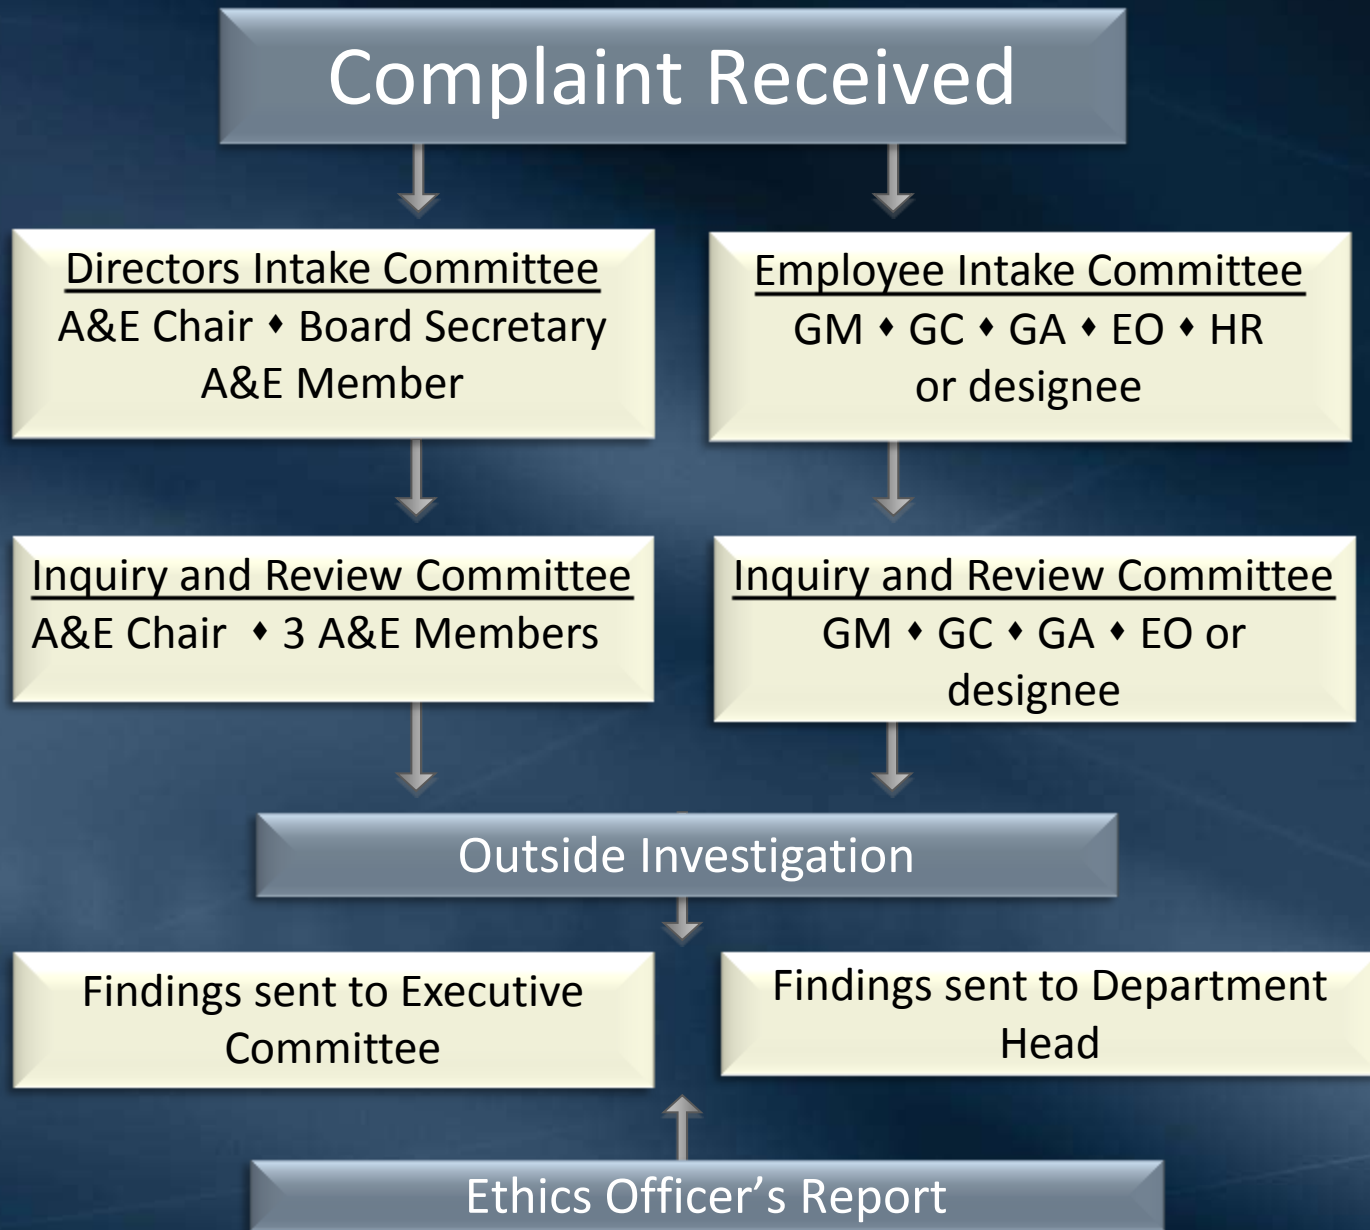 Complaint Received
Directors Intake Committee
A&E Chair ♦ Board Secretary
A&E Member
Employee Intake Committee
GM ♦ GC ♦ GA ♦ EO ♦ HR
or designee
Inquiry and Review Committee
A&E Chair ♦ 3 A&E Members
Inquiry and Review Committee
GM ♦ GC ♦ GA ♦ EO or
designee
Outside Investigation
Findings sent to Executive
Committee
Findings sent to Department
Head
Ethics Officer’s Report